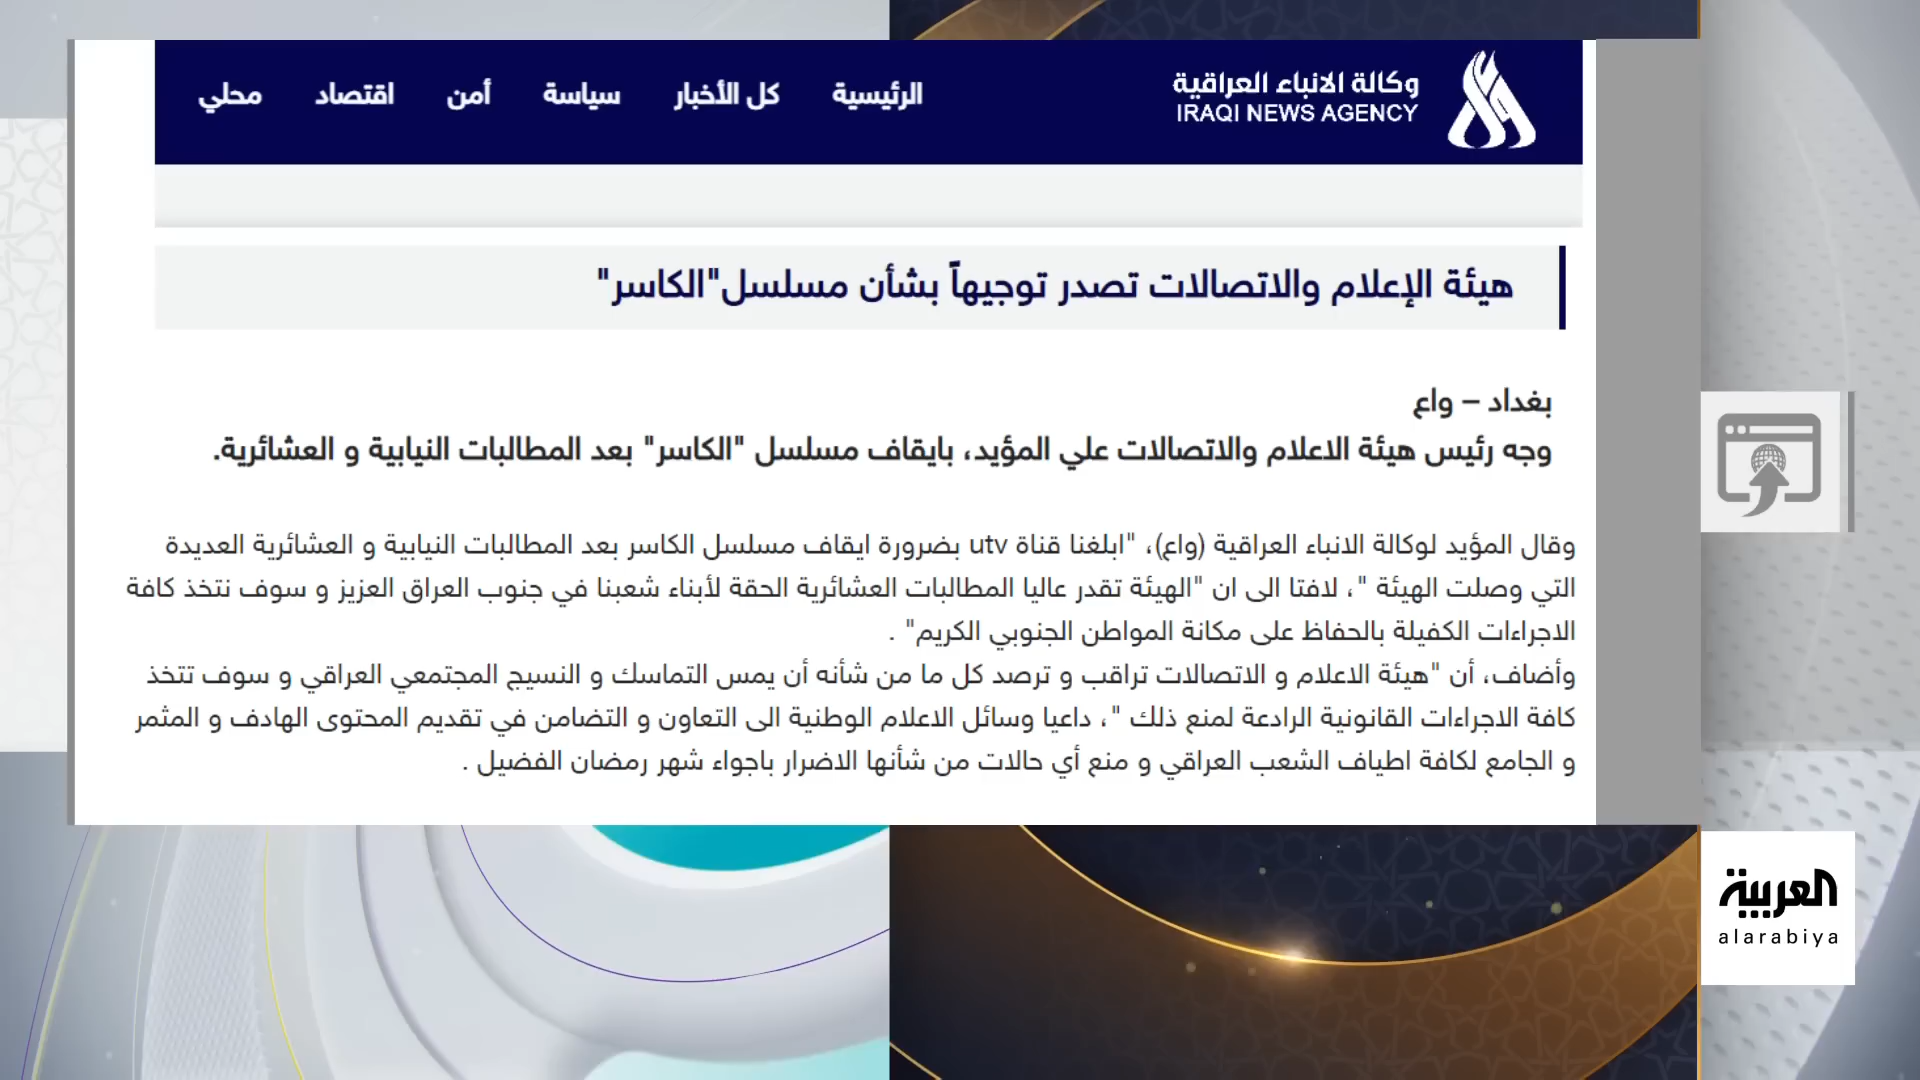 وكالة الانباء العراقية
IRAQI NEWS AGENCY
الرئيسية كل الأخبار سياسة أمن اقتصاد محلي
هيئة الإعلام والاتصالات تصدر توجيهاً بشأن مسلسل"الكاسر"
بغداد – واع
وجه رئيس هيئة الاعلام والاتصالات علي المؤيد، بايقاف مسلسل "الكاسر" بعد المطالبات النيابية و العشائرية.
وقال المؤيد لوكالة الانباء العراقية (واع)، "ابلغنا قناة utv بضرورة ايقاف مسلسل الكاسر بعد المطالبات النيابية و العشائرية العديدة
التي وصلت الهيئة "، لافتا الى ان "الهيئة تقدر عاليا المطالبات العشائرية الحقة لأبناء شعبنا في جنوب العراق العزيز و سوف نتخذ كافة
الاجراءات الكفيلة بالحفاظ على مكانة المواطن الجنوبي الكريم" .
وأضاف، أن "هيئة الاعلام و الاتصالات تراقب و ترصد كل ما من شأنه أن يمس التماسك و النسيج المجتمعي العراقي و سوف تتخذ
كافة الاجراءات القانونية الرادعة لمنع ذلك "، داعيا وسائل الاعلام الوطنية الى التعاون و التضامن في تقديم المحتوى الهادف و المثمر
و الجامع لكافة اطياف الشعب العراقي و منع أي حالات من شأنها الاضرار باجواء شهر رمضان الفضيل .
العربية
alarabiya